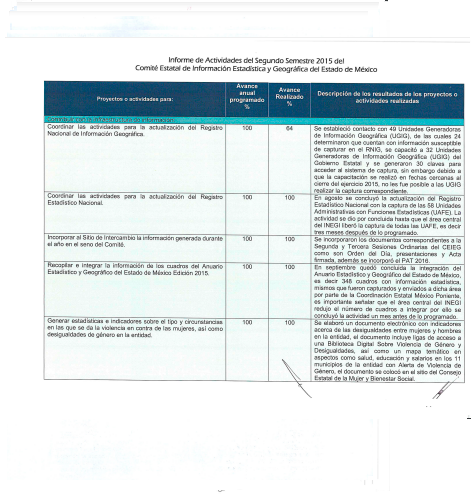 Informe de Actividades del Segundo Semestre 2015 del
Comité Estatal de Información Estadística y Geográfica del Estado de México
Proyectos o actividades para:
Avance
anual
programado
%
Avance
Realizado
%
Descripción de los resultados de los proyectos o
actividades realizadas
Coordinar las actividades para la actualización del Registro
Nacional de Información Geográfica.
100
64
Se estableció contacto con 49 Unidades Generadoras
de Información Geográfica (UGIG), de las cuales 24
determinaron que cuentan con información susceptible
de capturar en el RNIG, se capacitó a 32 Unidades
Generadoras de Información Geográfica (UGIG) del
Gobierno Estatal y se generaron 30 claves para
acceder al sistema de captura, sin embargo debido a
que la capacitación se realizó en fechas cercanas al
cierre del ejercicio 2015, no les fue posible a las UGIG
realizar la captura correspondiente.
Coordinar las actividades para la actualización del Registro
Estadístico Nacional.
100
100
En agosto se concluyó la actualización del Registro
Estadístico Nacional con la captura de las 58 Unidades
Administrativas con Funciones Estadísticas (UAFE). La
actividad se dio por concluida hasta que el área central
del INEGI liberó la captura de todas las UAFE, es decir
tres meses después de lo programado.
Incorporar al Sitio de Intercambio la información generada durante
el año en el seno del Comité.
100
100
Se incorporaron los documentos correspondientes a la
Segunda y Tercera Sesiones Ordinarias del CEIEG
como son Orden del Día, presentaciones y Acta
firmada, además se incorporó el PAT 2016.
Recopilar e integrar la información de los cuadros del Anuario
Estadístico y Geográfico del Estado de México Edición 2015.
100
100
En septiembre quedó concluida la integración del
Anuario Estadístico y Geográfico del Estado de México,
es decir 348 cuadros con información estadística,
mismos que fueron capturados y enviados a dicha área
por parte de la Coordinación Estatal México Poniente,
es importante señalar que el área central del INEGI
redujo el número de cuadros a integrar por ello se
concluyó la actividad un mes antes de lo programado.
Generar estadísticas e indicadores sobre el tipo y circunstancias
en las que se da la violencia en contra de las mujeres, así como
desigualdades de género en la entidad.
100
100
Se elaboró un documento electrónico con indicadores
acerca de las desigualdades entre mujeres y hombres
en la entidad, el documento incluye ligas de acceso a
una Biblioteca Digital Sobre Violencia de Género y
Desigualdades, así como un mapa temático en
aspectos como salud, educación y salarios en los 11
municipios de la entidad con Alerta de Violencia de
Género, el documento se colocó en el sitio del Consejo
Estatal de la Mujer y Bienestar Social.